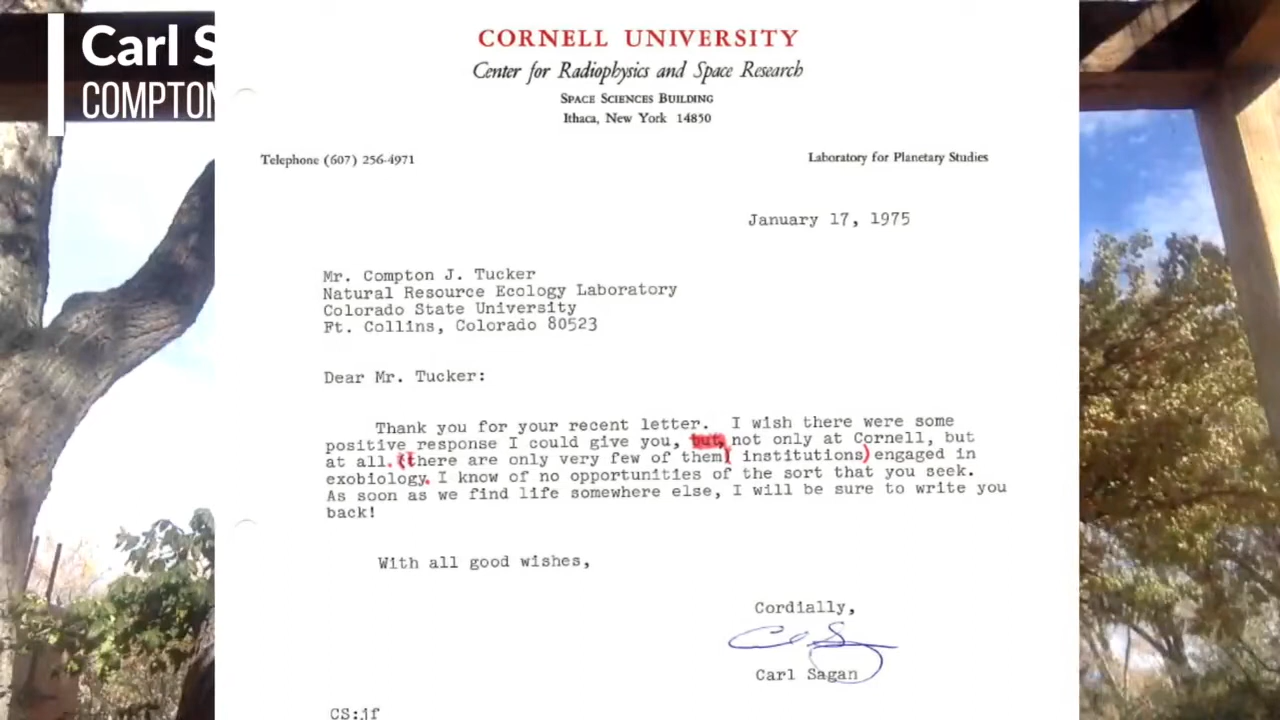 Carl S
COMPTON
CORNELL UNIVERSITY
Center for Radiophysics and Space Research
SPACE SCIENCES BUILDING
Ithaca, New York 14850
Telephone (607) 256-4971
Laboratory for Planetary Studies
January 17, 1975
Mr. Compton J. Tucker
Natural Resource Ecology Laboratory
Colorado State University
Ft. Collins, Colorado 80523
Dear Mr. Tucker:
Thank you for your recent letter. I wish there were some
positive response I could give you, but, not only at Cornell, but
at all. (there are only very few of them) institutions) engaged in
exobiology. I know of no opportunities of the sort that you seek.
As soon as we find life somewhere else, I will be sure to write you
back!
With all good wishes,
Cordially,
Carl Sagan
CS:jf